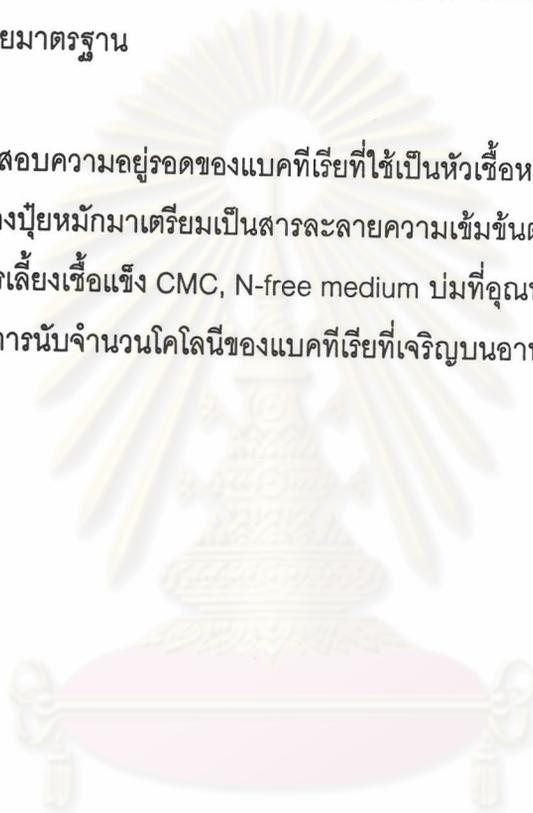 ยมาตรฐาน
สอบความอยู่รอดของแบคทีเรียที่ใช้เป็นหัวเชื้อห
งปุ๋ยหมักมาเตรียมเป็นสารละลายความเข้มข้นต
รเลี้ยงเชื้อแข็ง CMC, N-free medium บ่มที่อุณห
การนับจำนวนโคโลนีของแบคทีเรียที่เจริญบนอาห